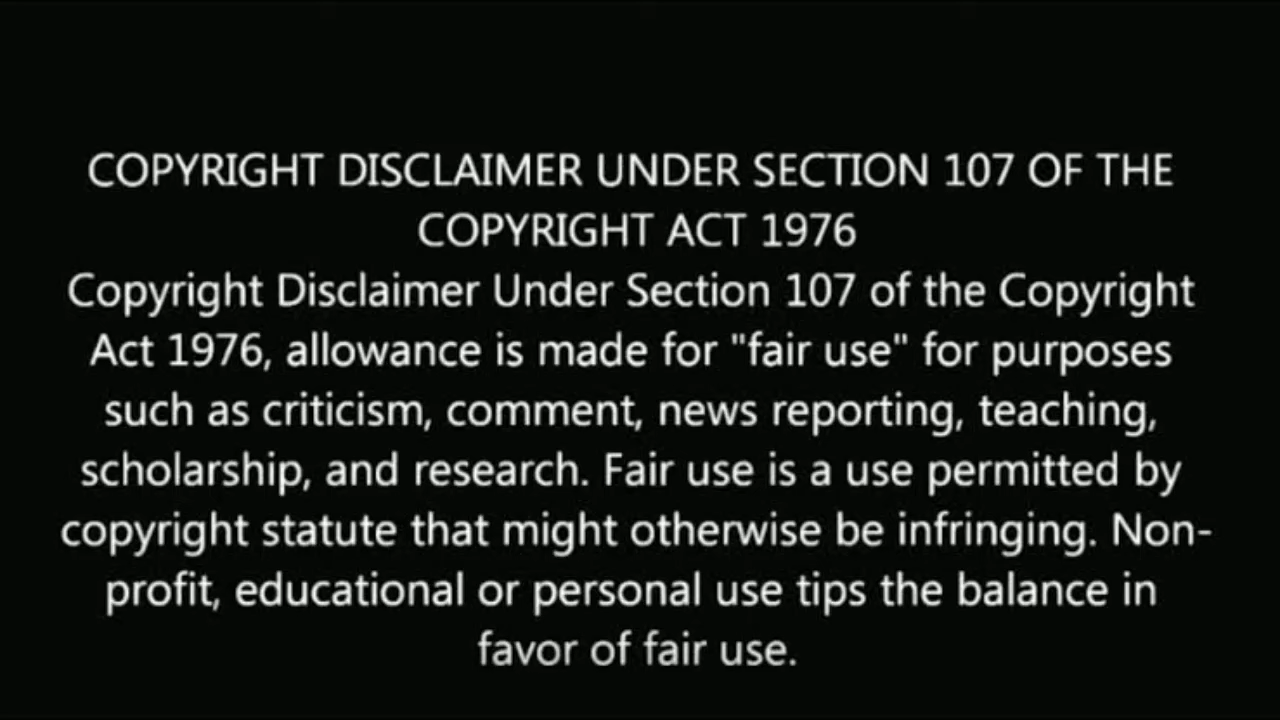 COPYRIGHT DISCLAIMER UNDER SECTION 107 OF THE
COPYRIGHT ACT 1976
Copyright Disclaimer Under Section 107 of the Copyright
Act 1976, allowance is made for "fair use" for purposes
such as criticism, comment, news reporting, teaching,
scholarship, and research. Fair use is a use permitted by
copyright statute that might otherwise be infringing. Non-
profit, educational or personal use tips the balance in
favor of fair use.